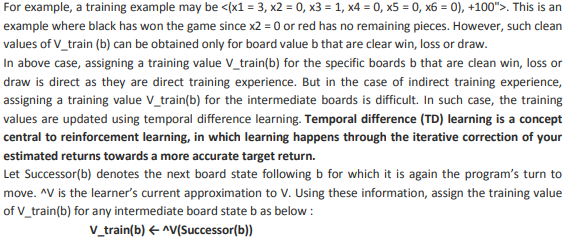 For example, a training example may be <(x1 = 3, x2 = 0, x3 = 1, x4 = 0, x5 = 0, x6 = 0), +100">. This is an
example where black has won the game since x2 = 0 or red has no remaining pieces. However, such clean
values of V_train (b) can be obtained only for board value b that are clear win, loss or draw.
In above case, assigning a training value V_train(b) for the specific boards b that are clean win, loss or
draw is direct as they are direct training experience. But in the case of indirect training experience,
assigning a training value V_train(b) for the intermediate boards is difficult. In such case, the training
values are updated using temporal difference learning. Temporal difference (TD) learning is a concept
central to reinforcement learning, in which learning happens through the iterative correction of your
estimated returns towards a more accurate target return.
Let Successor(b) denotes the next board state following b for which it is again the program's turn to
move. ^V is the learner's current approximation to V. Using these information, assign the training value
of V_train(b) for any intermediate board state b as below :
V_train(b) ← ^V(Successor(b))